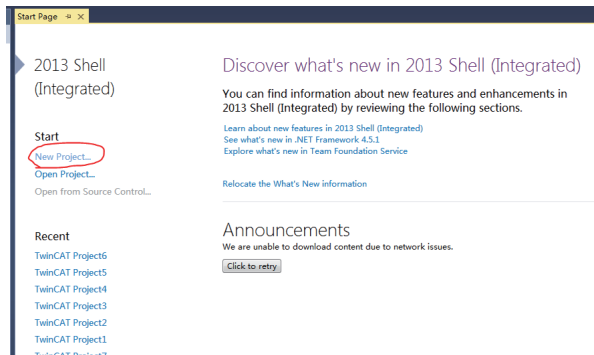 Start Page
2013 Shell
(Integrated)
Start
New Project...
Open Project...
Open from Source Control...
Recent
TwinCAT Project6
TwinCAT Project5
TwinCAT Project4
TwinCAT Project3
TwinCAT Project2
TwinCAT Project1
Discover what's new in 2013 Shell (Integrated)
You can find information about new features and enhancements in
2013 Shell (Integrated) by reviewing the following sections.
Learn about new features in 2013 Shell (Integrated)
See what's new in .NET Framework 4.5.1
Explore what's new in Team Foundation Service
Relocate the What's New information
Announcements
We are unable to download content due to network issues.
Click to retry